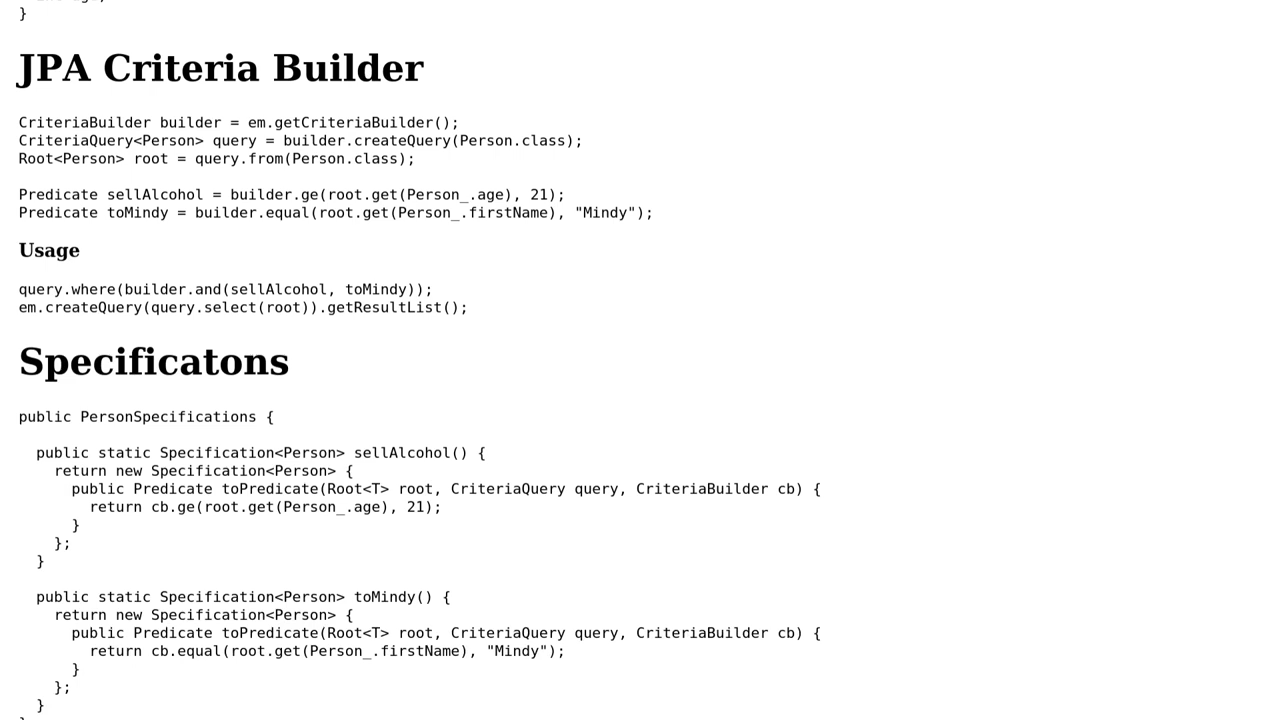 }
JPA Criteria Builder
CriteriaBuilder builder = em.getCriteriaBuilder();
CriteriaQuery<Person> query = builder.createQuery(Person.class);
Root<Person> root = query.from(Person.class);
Predicate sellAlcohol = builder.ge(root.get(Person_.age), 21);
Predicate toMindy = builder.equal(root.get(Person_.firstName), "Mindy");
Usage
query.where(builder.and(sellAlcohol, toMindy));
em.createQuery(query.select(root)).getResultList();
Specificatons
public PersonSpecifications {
  public static Specification<Person> sellAlcohol() {
    return new Specification<Person> {
      public Predicate toPredicate(Root<T> root, CriteriaQuery query, CriteriaBuilder cb) {
        return cb.ge(root.get(Person_.age), 21);
      }
    };
  }
  public static Specification<Person> toMindy() {
    return new Specification<Person> {
      public Predicate toPredicate(Root<T> root, CriteriaQuery query, CriteriaBuilder cb) {
        return cb.equal(root.get(Person_.firstName), "Mindy");
      }
    };
  }